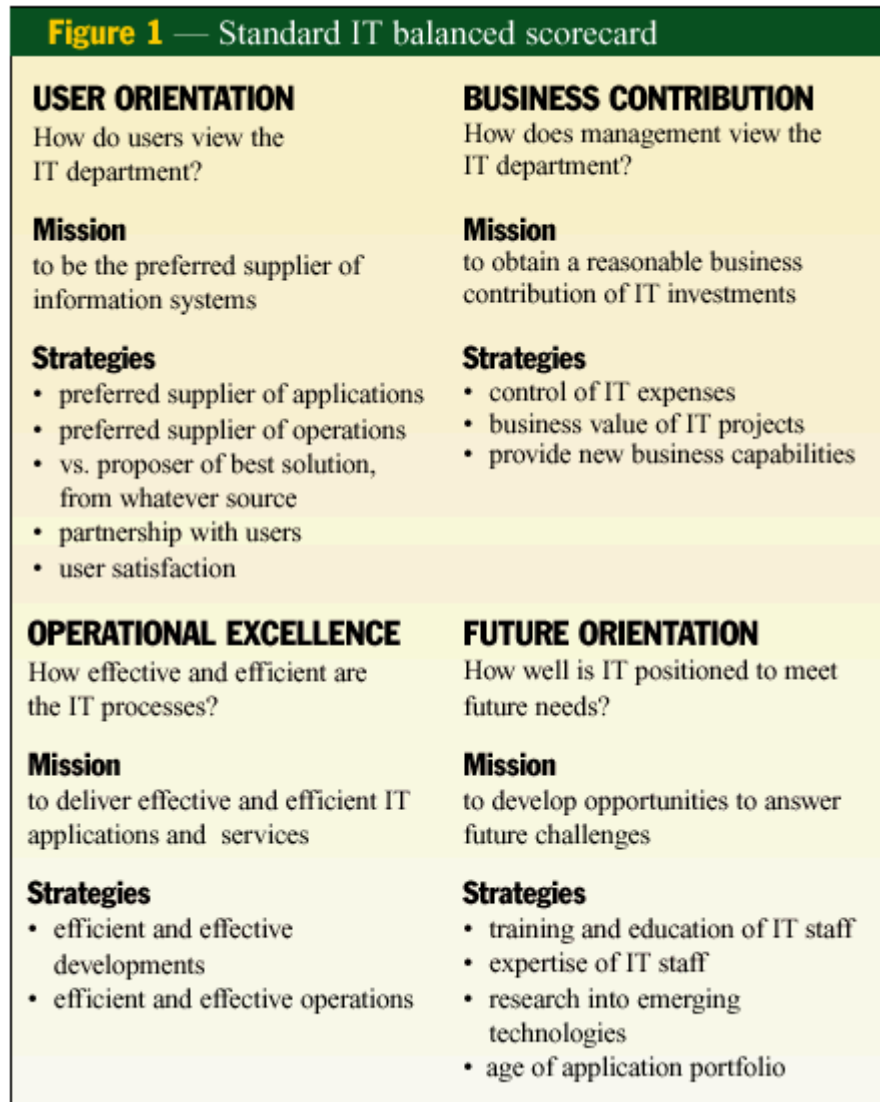 Figure 1 — Standard IT balanced scorecard
USER ORIENTATION
How do users view the
IT department?
Mission
to be the preferred supplier of
information systems
Strategies
• preferred supplier of applications
• preferred supplier of operations
• vs. proposer of best solution,
from whatever source
• partnership with users
• user satisfaction
BUSINESS CONTRIBUTION
How does management view the
IT department?
Mission
to obtain a reasonable business
contribution of IT investments
Strategies
• control of IT expenses
• business value of IT projects
• provide new business capabilities
OPERATIONAL EXCELLENCE
How effective and efficient are
the IT processes?
Mission
to deliver effective and efficient IT
applications and services
Strategies
• efficient and effective
developments
• efficient and effective operations
FUTURE ORIENTATION
How well is IT positioned to meet
future needs?
Mission
to develop opportunities to answer
future challenges
Strategies
• training and education of IT staff
• expertise of IT staff
• research into emerging
technologies
• age of application portfolio